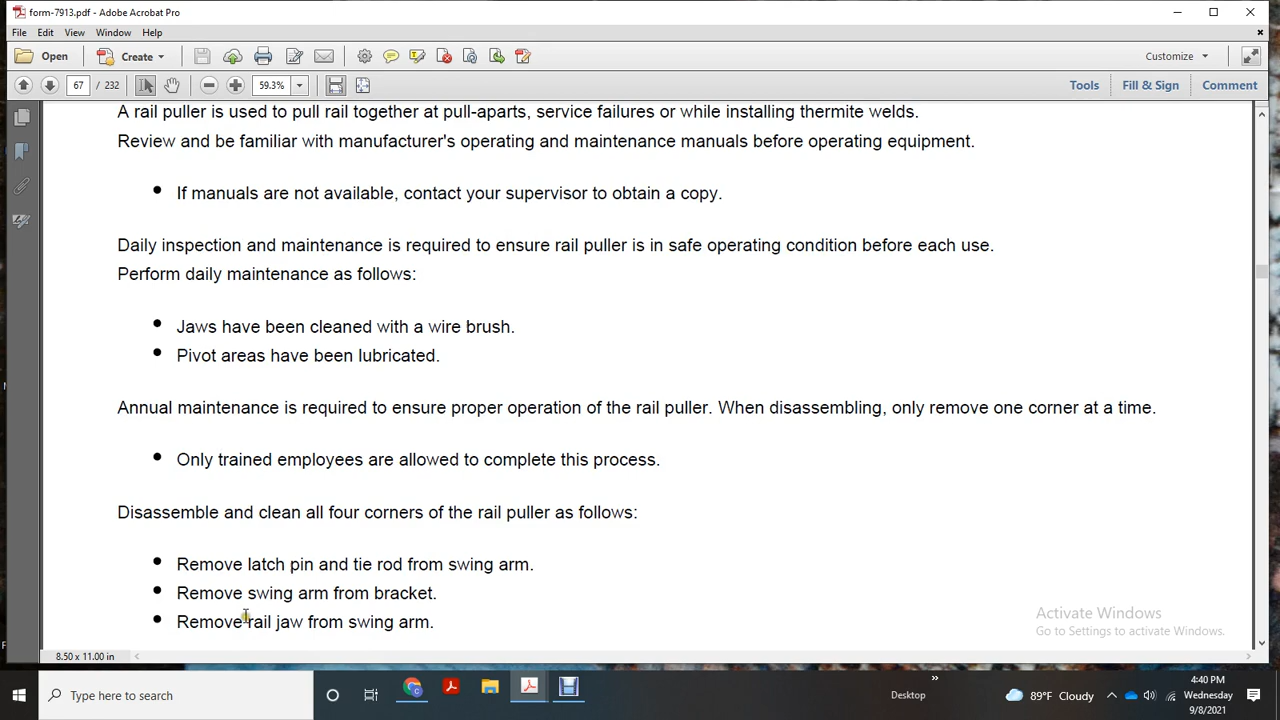 form-7913.pdf - Adobe Acrobat Pro
File Edit View Window Help
Open Create Customize
67 / 232 59.3% Tools Fill & Sign Comment
A rail puller is used to pull rail together at pull-aparts, service failures or while installing thermite welds.
Review and be familiar with manufacturer's operating and maintenance manuals before operating equipment.
• If manuals are not available, contact your supervisor to obtain a copy.
Daily inspection and maintenance is required to ensure rail puller is in safe operating condition before each use.
Perform daily maintenance as follows:
• Jaws have been cleaned with a wire brush.
• Pivot areas have been lubricated.
Annual maintenance is required to ensure proper operation of the rail puller. When disassembling, only remove one corner at a time.
• Only trained employees are allowed to complete this process.
Disassemble and clean all four corners of the rail puller as follows:
• Remove latch pin and tie rod from swing arm.
• Remove swing arm from bracket.
• Remove rail jaw from swing arm.
Activate Windows
Go to Settings to activate Windows.
8.50 x 11.00 in
Type here to search
Desktop
89°F Cloudy
4:40 PM
Wednesday
9/8/2021